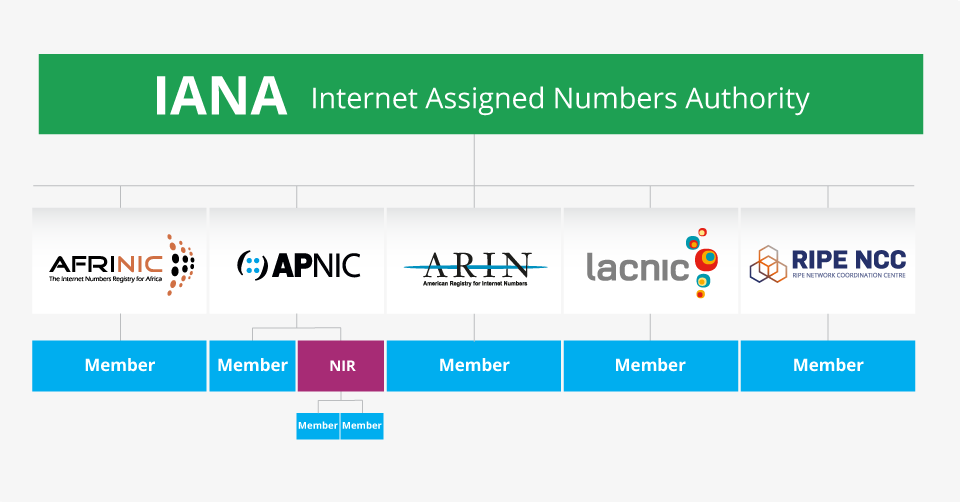 IANA Internet Assigned Numbers Authority
AFRINIC
The Internet Numbers Registry for Africa
APNIC
ARIN
American Registry for Internet Numbers
lacnic
RIPE NCC
RIPE NETWORK COORDINATION CENTRE
Member
Member
NIR
Member
Member
Member
Member
Member